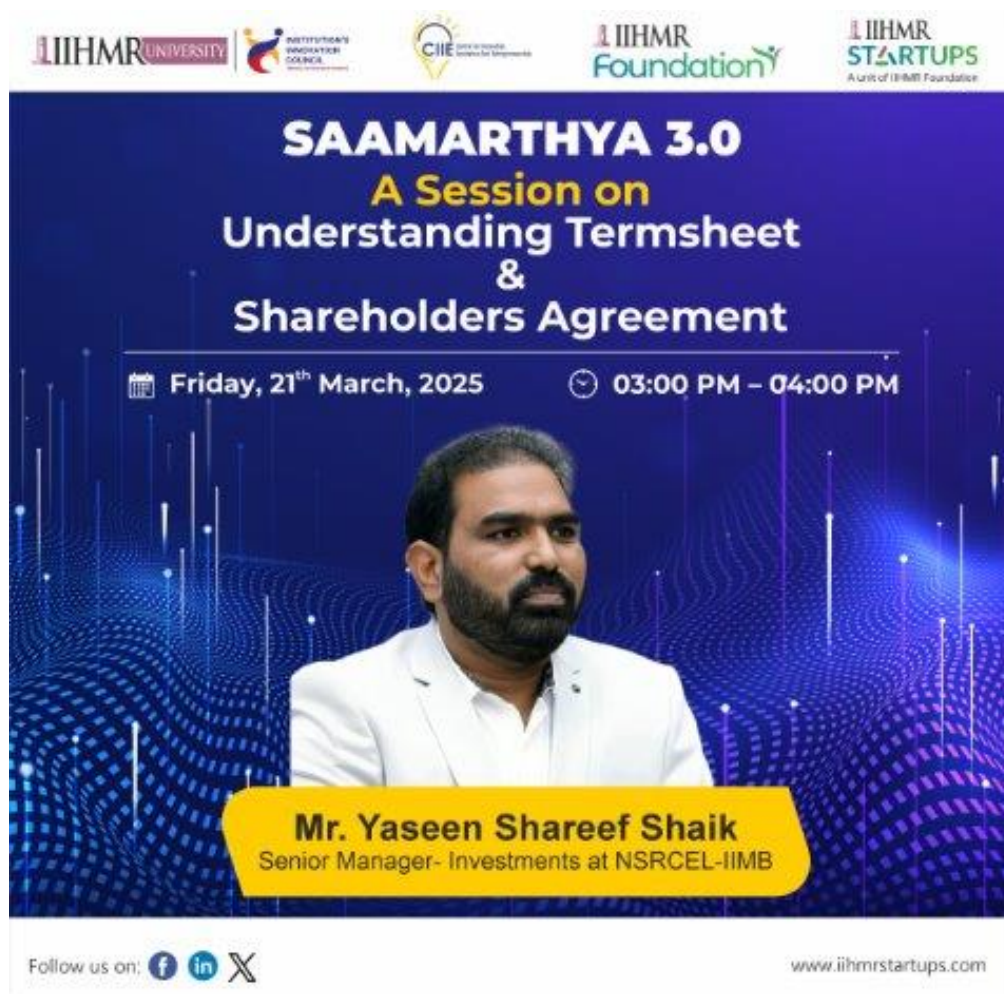 IIHMR UNIVERSITY
INSTITUTION'S
INNOVATION
COUNCIL
CIIE
IIHMR
Foundation
IIHMR
STARTUPS
A unit of IIHMR Foundation
SAAMARTHYA 3.0
A Session on
Understanding Termsheet
&
Shareholders Agreement
Friday, 21th March, 2025
03:00 PM – 04:00 PM
Mr. Yaseen Shareef Shaik
Senior Manager- Investments at NSRCEL-IIMB
Follow us on:
www.iihmrstartups.com